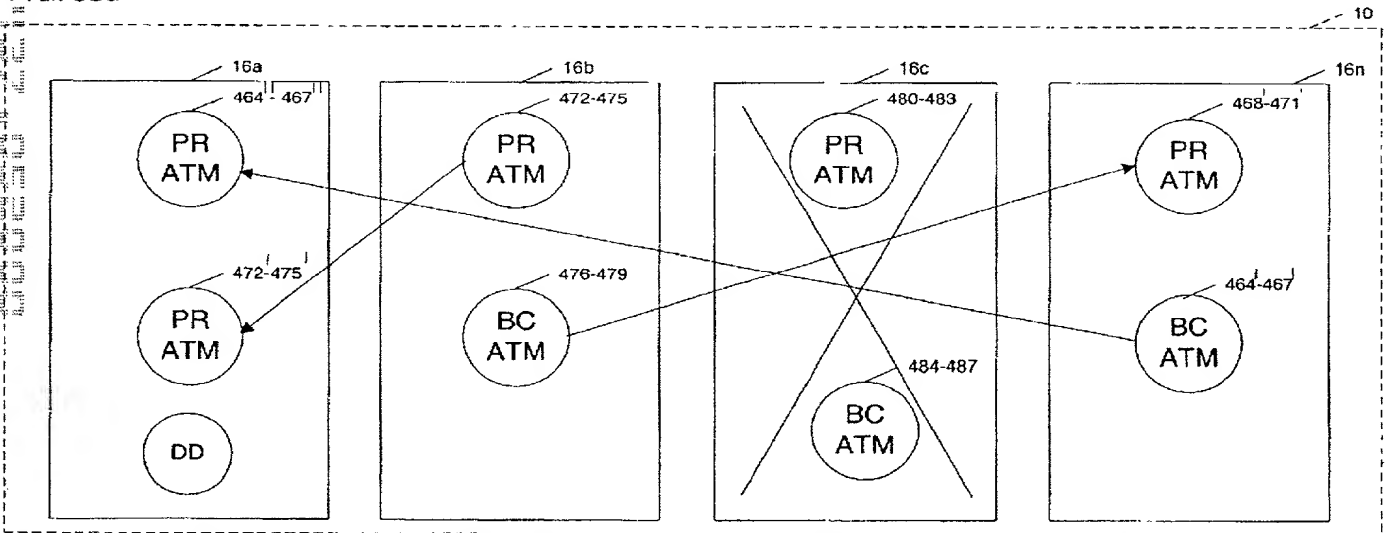 10
16a
16b
16c
16n
464'-467''
472-475
480-483
468'-471'
PR
ATM
PR
ATM
PR
ATM
PR
ATM
472'-475'
476-479
464'-467'
PR
ATM
BC
ATM
BC
ATM
484-487
BC
ATM
DD